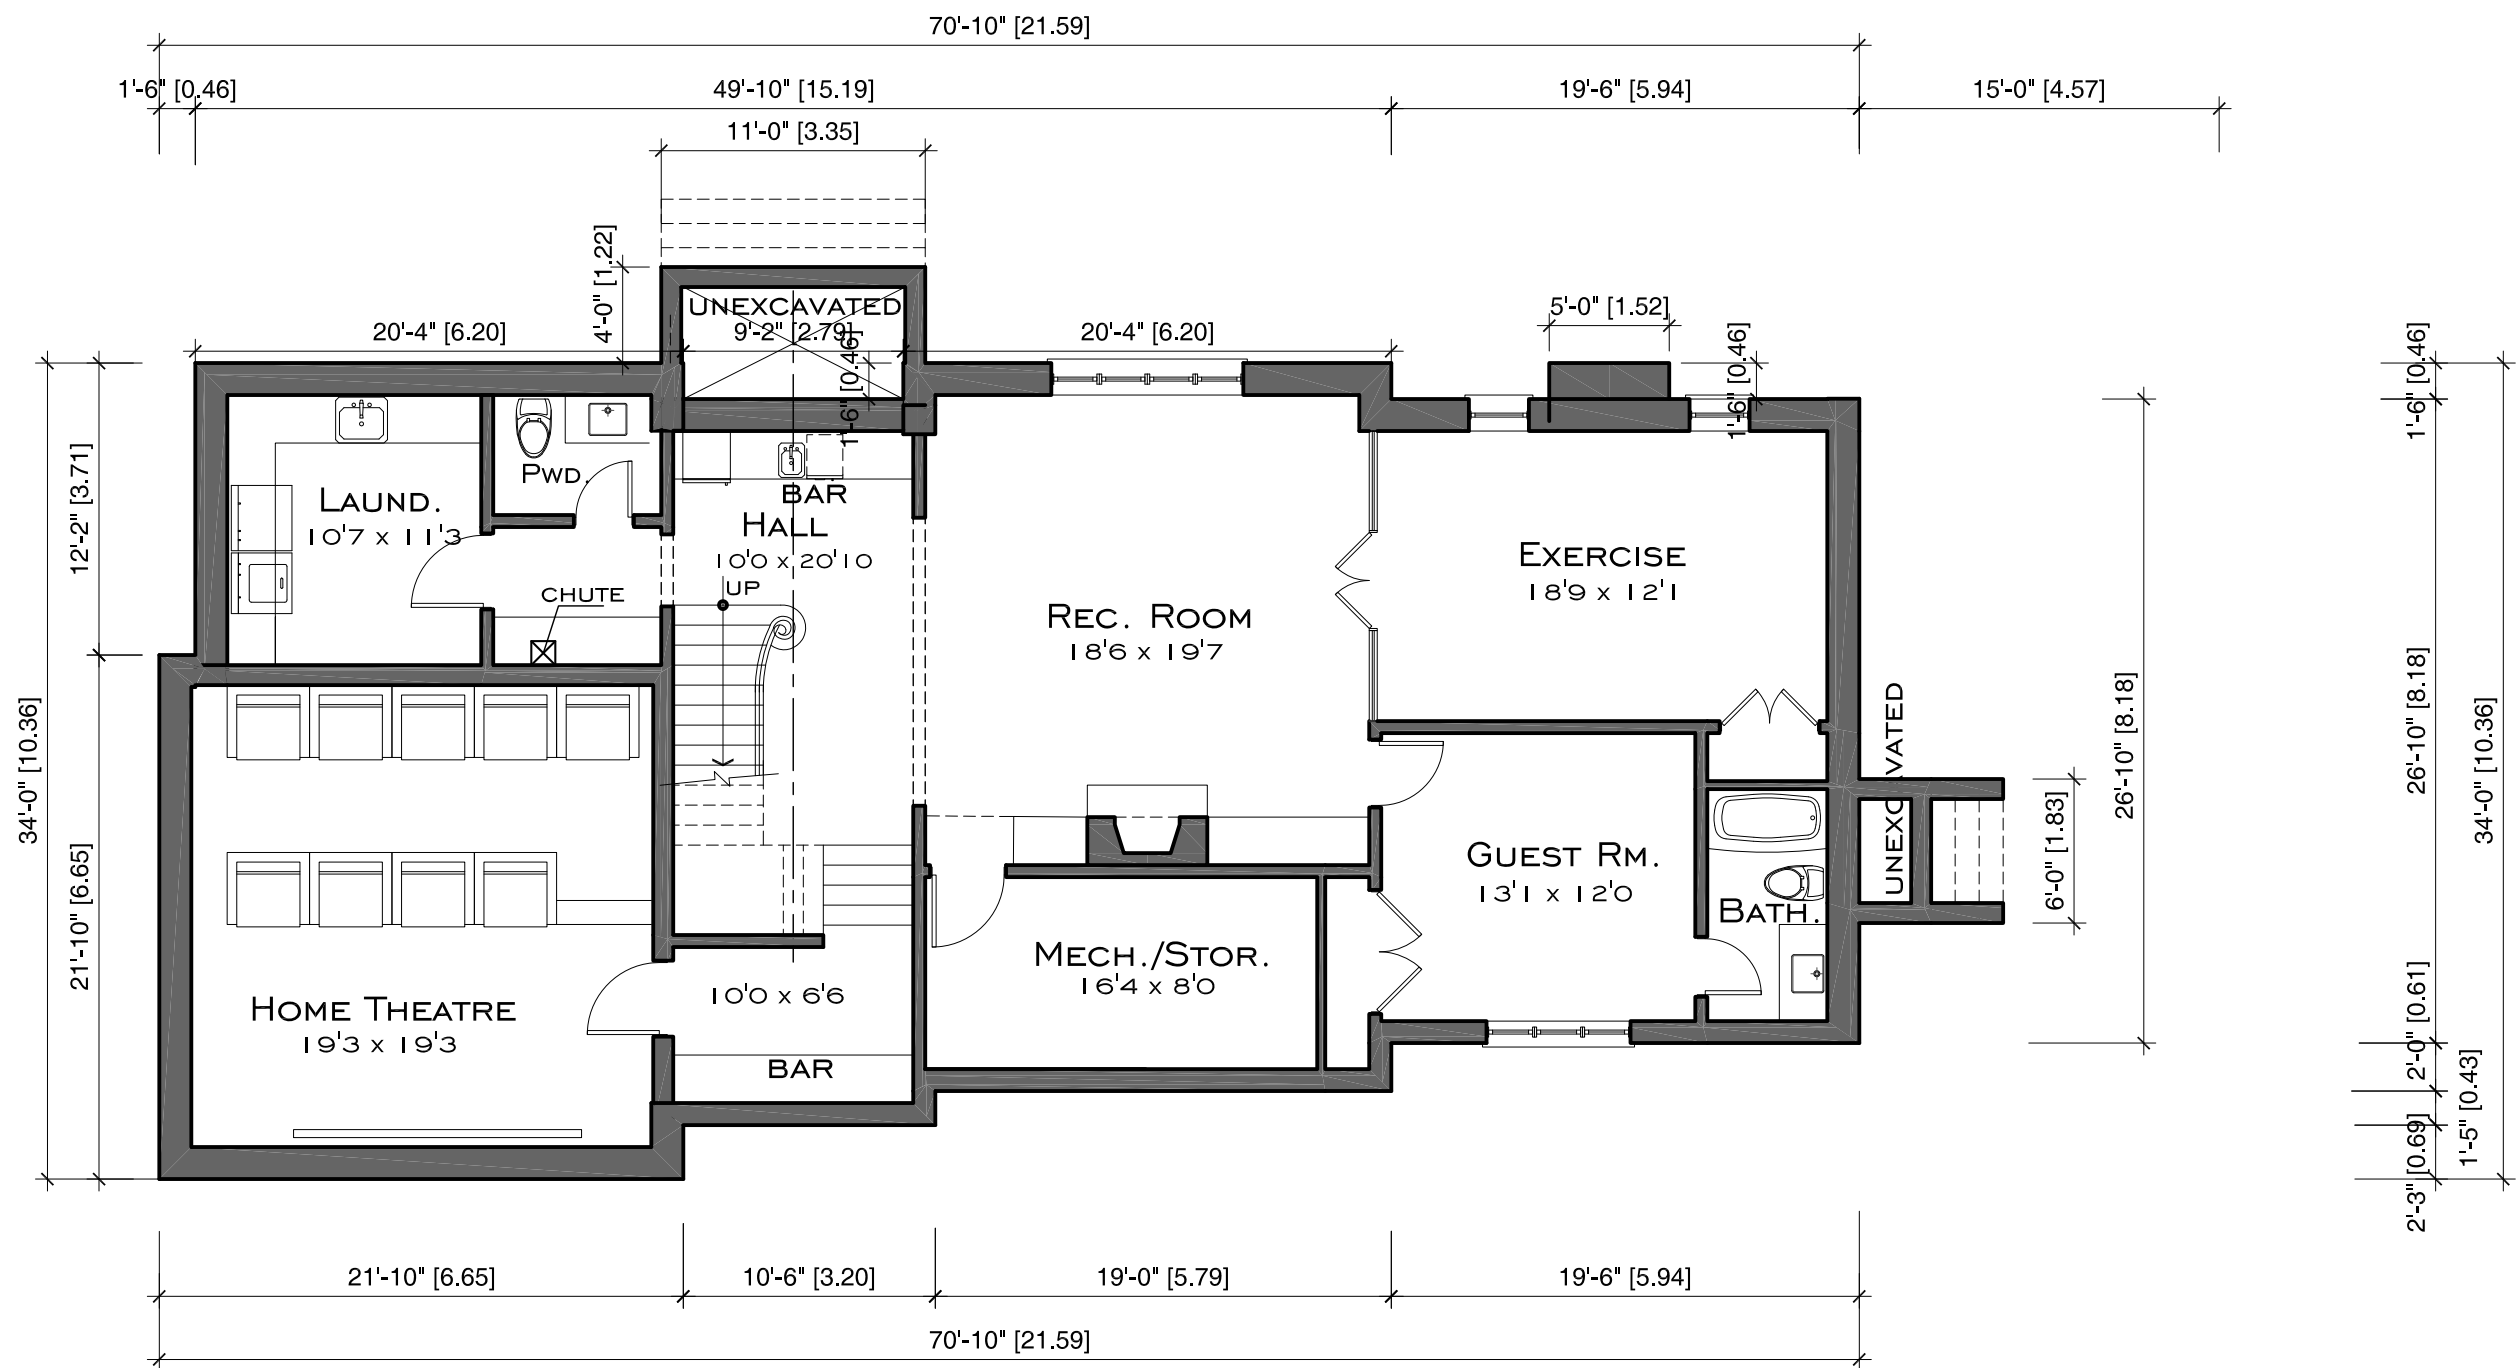 70'-10" [21.59]
1'-6" [0.46]
49'-10" [15.19]
19'-6" [5.94]
15'-0" [4.57]
11'-0" [3.35]
4'-0" [1.22]
UNEXCAVATED
5'-0" [1.52]
20'-4" [6.20]
9'-2" [2.79]
20'-4" [6.20]
1'-6" [0.46]
1'-6" [0.46]
1'-6" [0.46]
12'-2" [3.71]
PWD.
BAR
LAUND.
10'7 x 11'3
HALL
10'0 x 20'10
UP
CHUTE
EXERCISE
18'9 x 12'1
REC. ROOM
18'6 x 19'7
34'-0" [10.36]
26'-10" [8.18]
26'-10" [8.18]
34'-0" [10.36]
UNEXCAVATED
6'-0" [1.83]
21'-10" [6.65]
GUEST RM.
13'1 x 12'0
BATH.
MECH./STOR.
16'4 x 8'0
10'0 x 6'6
HOME THEATRE
19'3 x 19'3
BAR
2'-0" [0.61]
1'-5" [0.43]
2'-3" [0.69]
21'-10" [6.65]
10'-6" [3.20]
19'-0" [5.79]
19'-6" [5.94]
70'-10" [21.59]